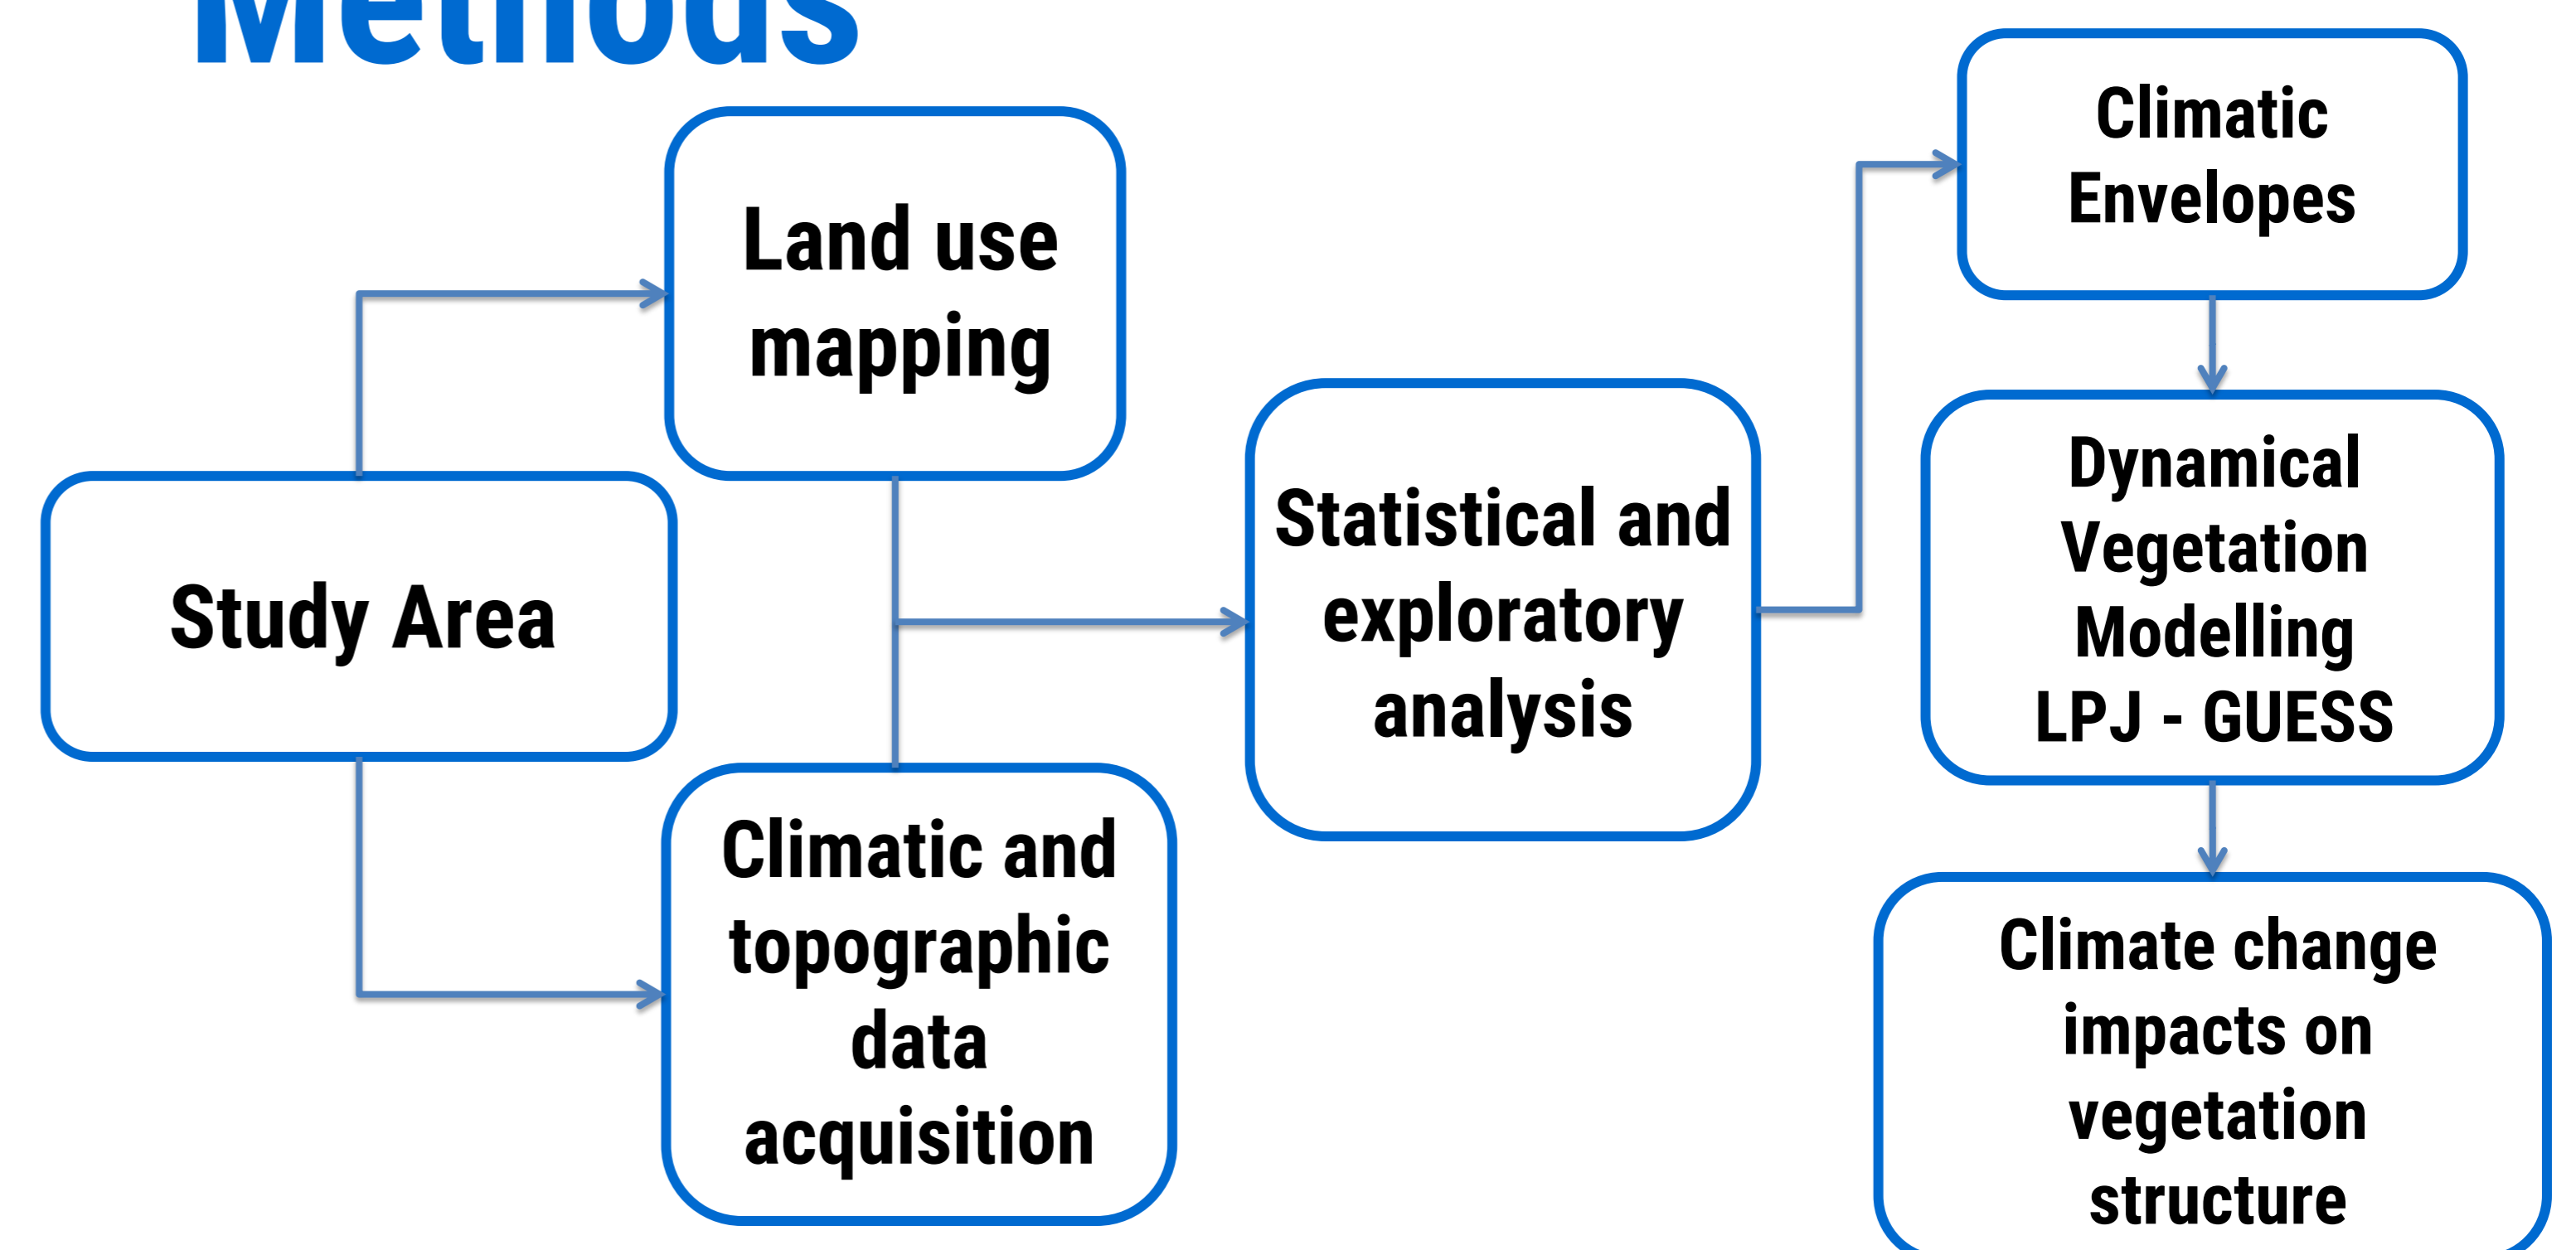 Methods
Land use
mapping
Study Area
Climatic and
topographic
data
acquisition
Statistical and
exploratory
analysis
Climatic
Envelopes
Dynamical
Vegetation
Modelling
LPJ - GUESS
Climate change
impacts on
vegetation
structure